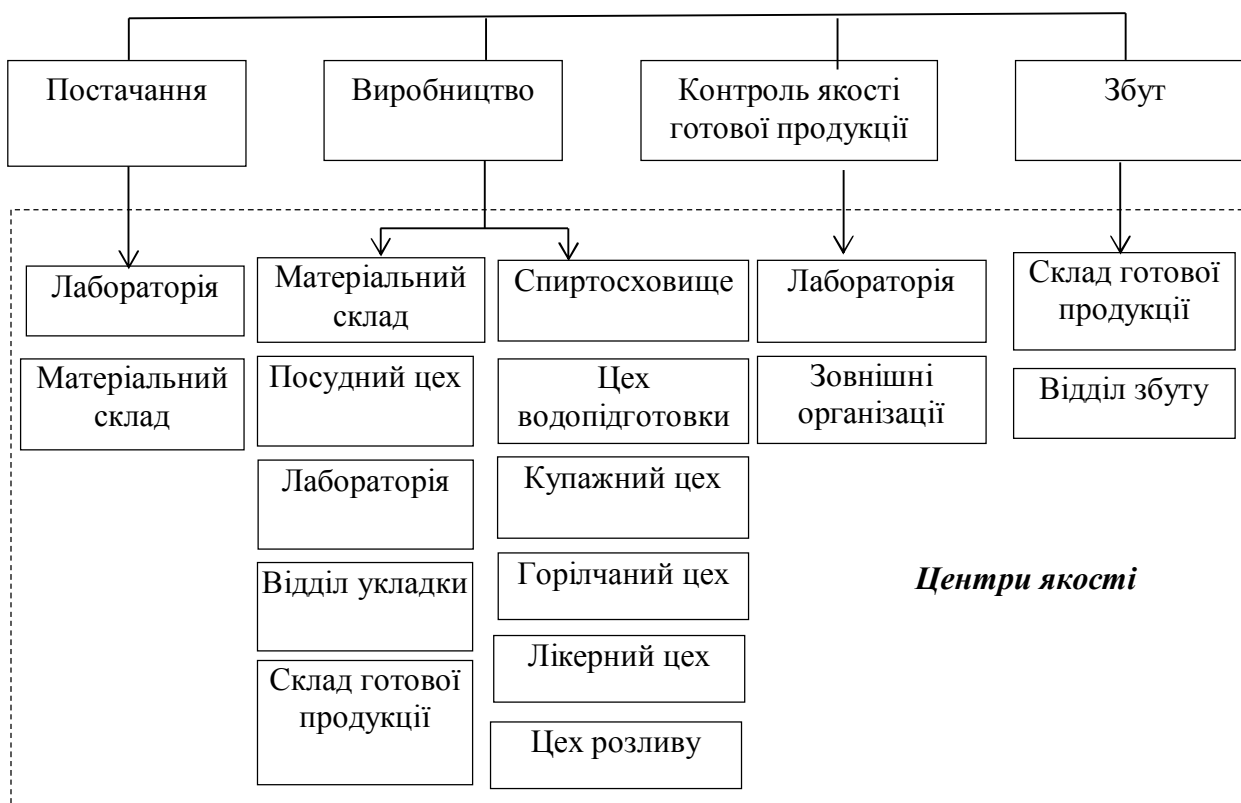 Постачання
Виробництво
Контроль якості
готової продукції
Збут
Лабораторія
Матеріальний
склад
Матеріальний
склад
Посудний цех
Лабораторія
Відділ укладки
Склад готової
продукції
Спиртосховище
Цех
водопідготовки
Купажний цех
Горілчаний цех
Лікерний цех
Цех розливу
Лабораторія
Зовнішні
організації
Склад готової
продукції
Відділ збуту
Центри якості